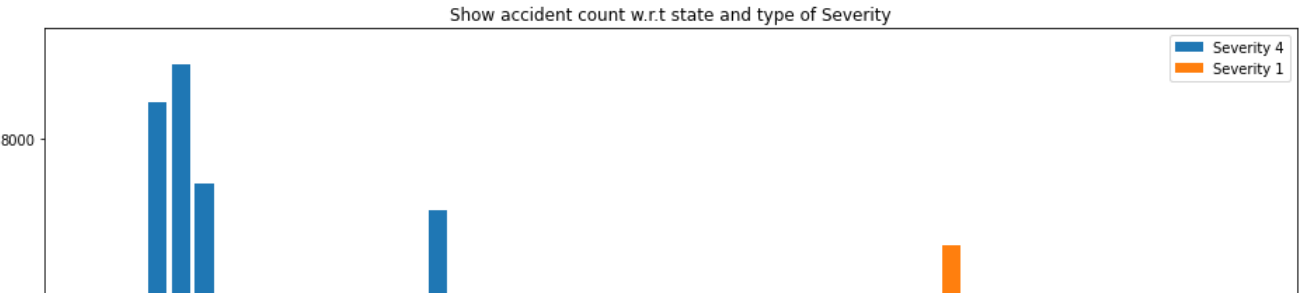 Show accident count w.r.t state and type of Severity
Severity 4
Severity 1
8000